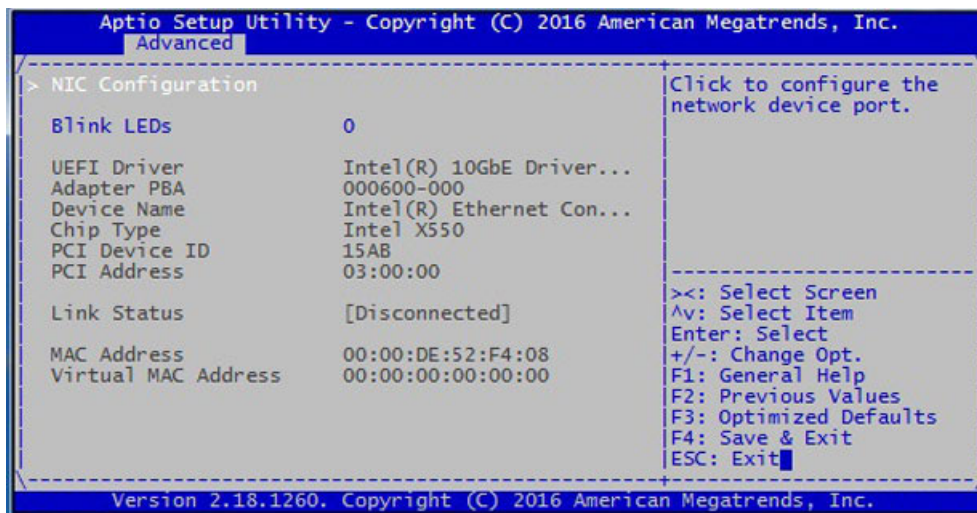 Aptio Setup Utility - Copyright (C) 2016 American Megatrends, Inc.
Advanced
> NIC Configuration
Blink LEDs 0
UEFI Driver Intel(R) 10GbE Driver...
Adapter PBA 000600-000
Device Name Intel(R) Ethernet Con...
Chip Type Intel X550
PCI Device ID 15AB
PCI Address 03:00:00
Link Status [Disconnected]
MAC Address 00:00:DE:52:F4:08
Virtual MAC Address 00:00:00:00:00:00
Click to configure the
network device port.
><: Select Screen
^v: Select Item
Enter: Select
+/-: Change Opt.
F1: General Help
F2: Previous Values
F3: Optimized Defaults
F4: Save & Exit
ESC: Exit
Version 2.18.1260. Copyright (C) 2016 American Megatrends, Inc.